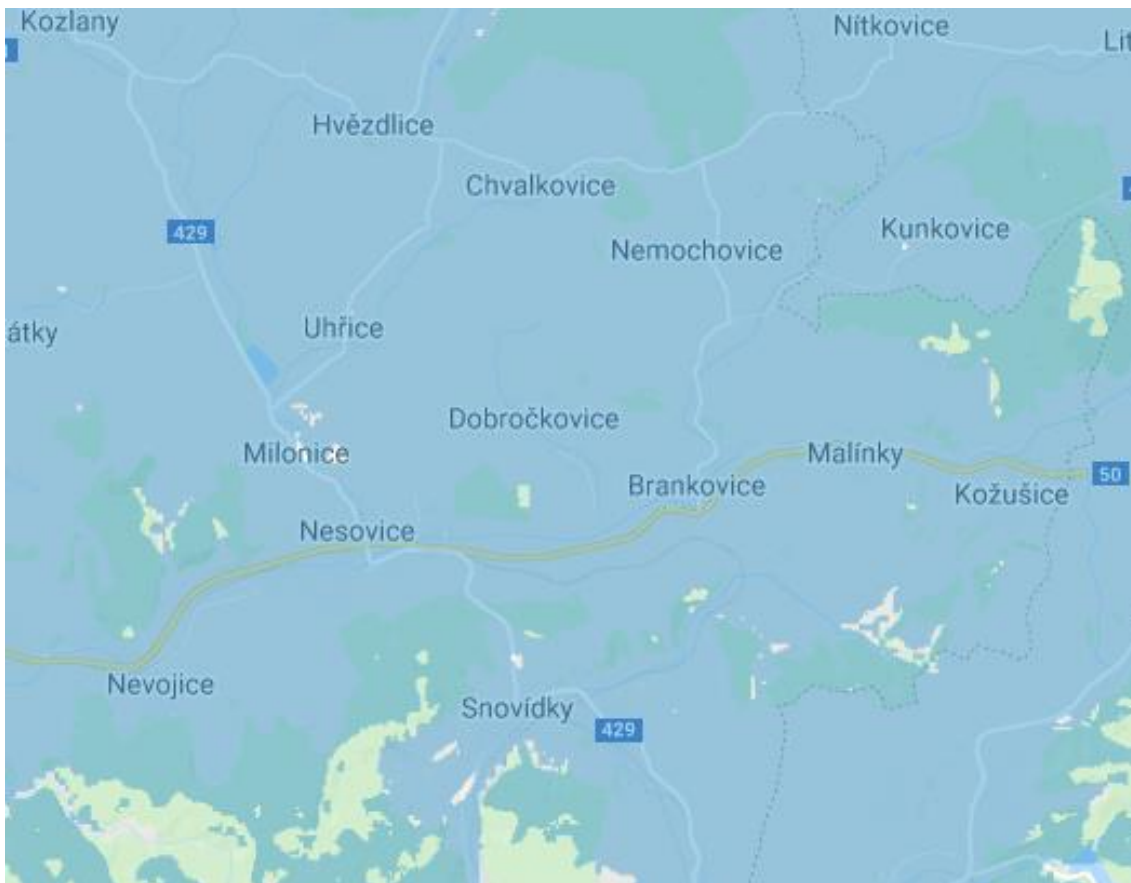 Kozlany
Nítkovice
Lit
Hvězdlice
Chvalkovice
429
Kunkovice
Nemochovice
átky
Uhřice
Dobročkovice
Milonice
Malínky
Brankovice
50
Kožušice
Nesovice
Nevojice
Snovídky
429